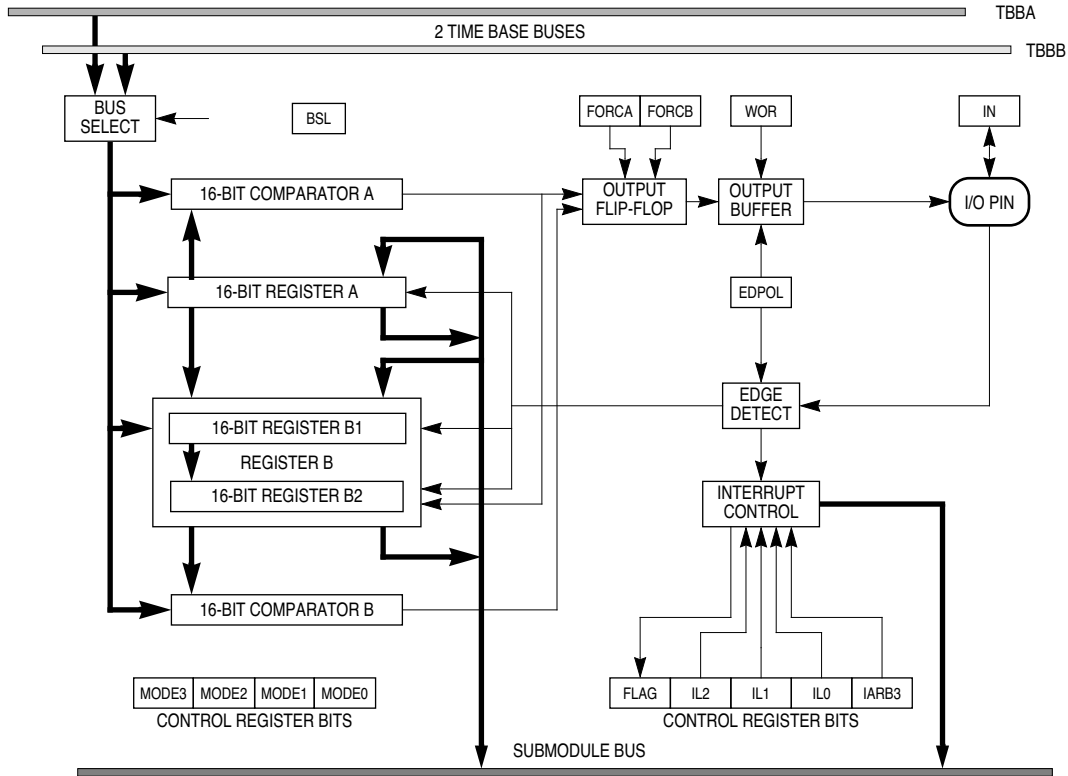 TBBA
2 TIME BASE BUSES
TBBB
BUS
SELECT
BSL
FORCA
FORCB
WOR
IN
16-BIT COMPARATOR A
OUTPUT
FLIP-FLOP
OUTPUT
BUFFER
I/O PIN
16-BIT REGISTER A
EDPOL
EDGE
DETECT
16-BIT REGISTER B1
REGISTER B
16-BIT REGISTER B2
INTERRUPT
CONTROL
16-BIT COMPARATOR B
MODE3
MODE2
MODE1
MODE0
CONTROL REGISTER BITS
FLAG
IL2
IL1
IL0
IARB3
CONTROL REGISTER BITS
SUBMODULE BUS